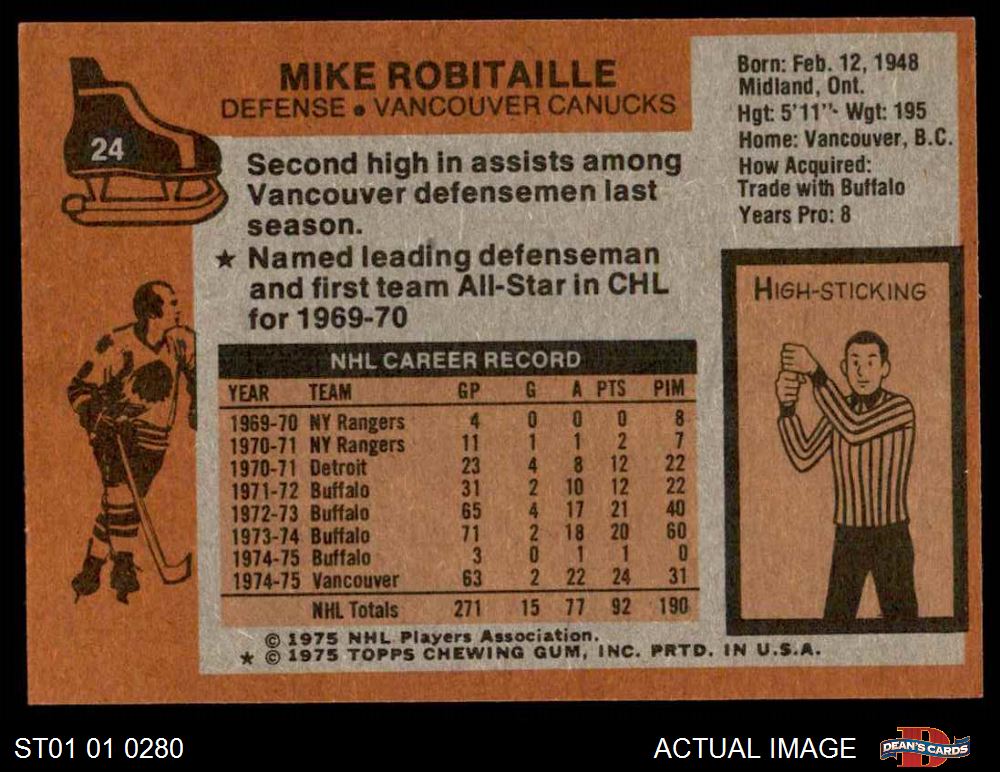 24
MIKE ROBITAILLE
DEFENSE • VANCOUVER CANUCKS
Second high in assists among
Vancouver defensemen last
season.
★ Named leading defenseman
and first team All-Star in CHL
for 1969-70
Born: Feb. 12, 1948
Midland, Ont.
Hgt: 5'11"- Wgt: 195
Home: Vancouver, B.C.
How Acquired:
Trade with Buffalo
Years Pro: 8
HIGH-STICKING
NHL CAREER RECORD
YEAR TEAM GP G A PTS PIM
1969-70 NY Rangers 4 0 0 0 8
1970-71 NY Rangers 11 1 1 2 7
1970-71 Detroit 23 4 8 12 22
1971-72 Buffalo 31 2 10 12 22
1972-73 Buffalo 65 4 17 21 40
1973-74 Buffalo 71 2 18 20 60
1974-75 Buffalo 3 0 1 1 0
1974-75 Vancouver 63 2 22 24 31
NHL Totals 271 15 77 92 190
© 1975 NHL Players Association.
★ © 1975 TOPPS CHEWING GUM, INC. PRTD. IN U.S.A.
ST01 01 0280
ACTUAL IMAGE
D
DEAN'S CARDS